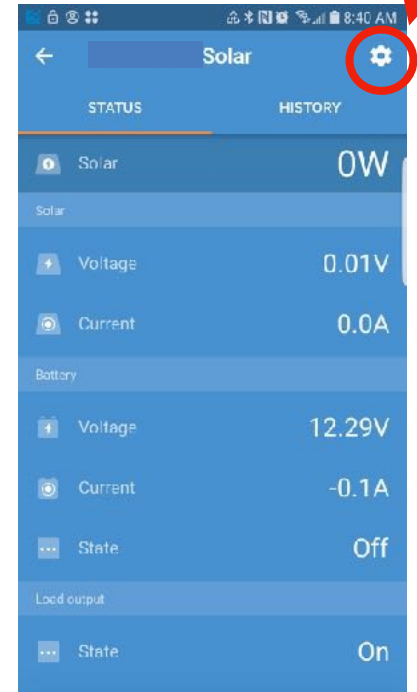 8:40 AM
Solar
STATUS HISTORY
Solar 0W
Solar
Voltage 0.01V
Current 0.0A
Battery
Voltage 12.29V
Current -0.1A
State Off
Load output
State On